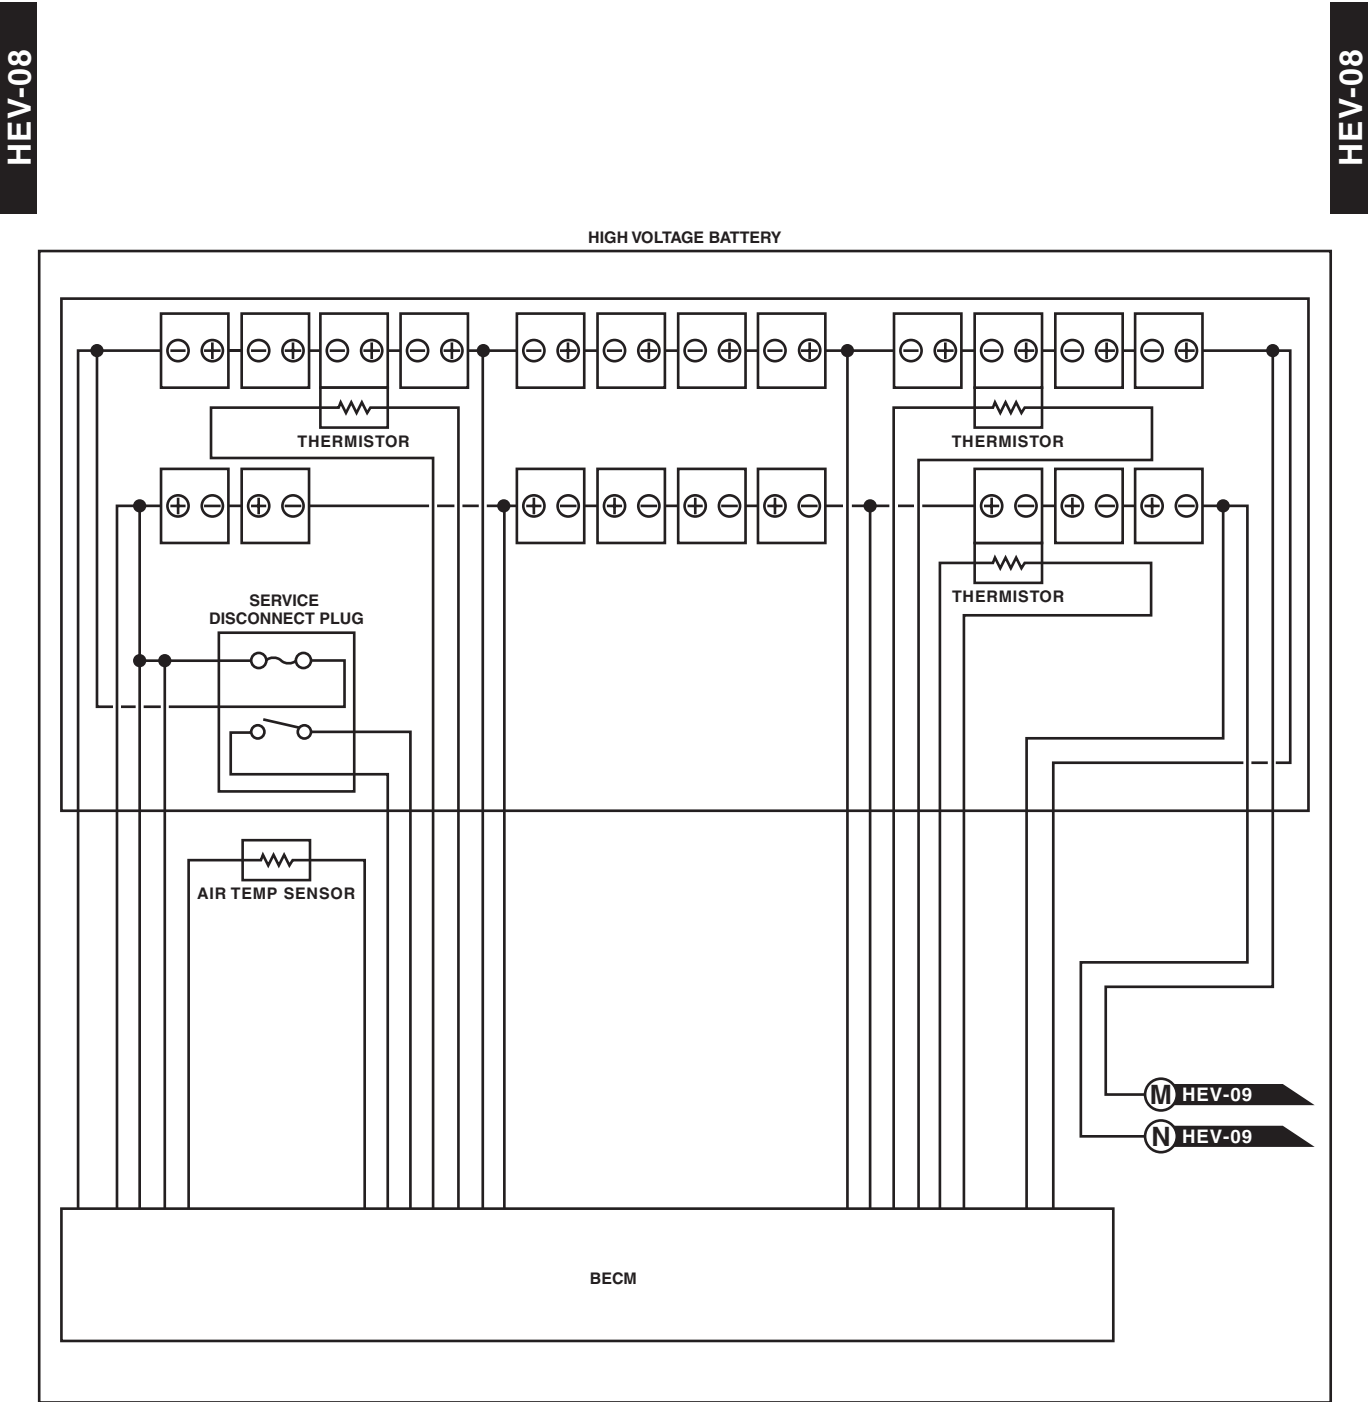 HEV-08
HEV-08
HIGH VOLTAGE BATTERY
THERMISTOR
THERMISTOR
SERVICE
DISCONNECT PLUG
THERMISTOR
AIR TEMP SENSOR
M HEV-09
N HEV-09
BECM